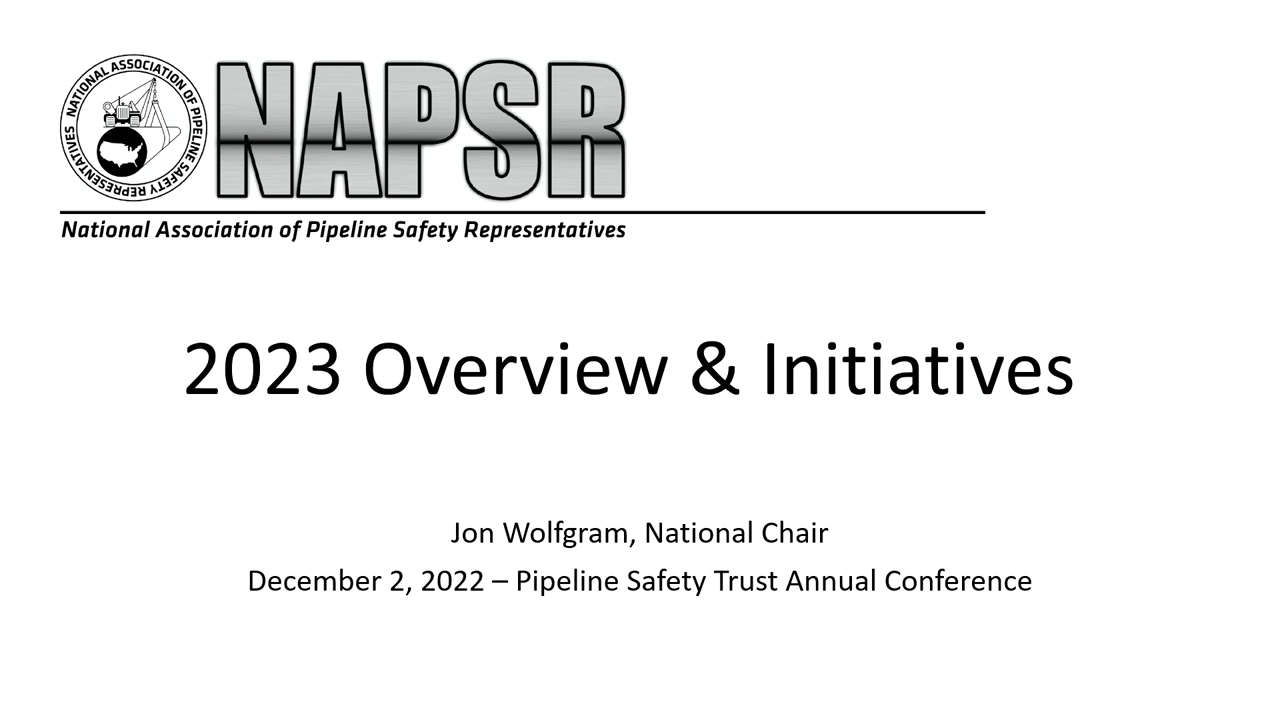 NATIONAL ASSOCIATION OF PIPELINE SAFETY REPRESENTATIVES
NAPSR
National Association of Pipeline Safety Representatives
2023 Overview & Initiatives
Jon Wolfgram, National Chair
December 2, 2022 – Pipeline Safety Trust Annual Conference